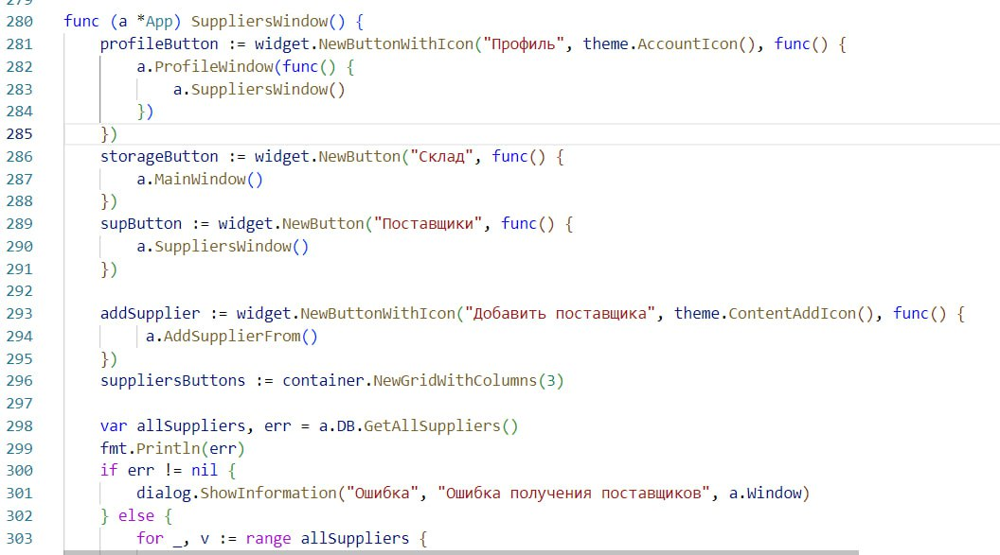 279
280 func (a *App) SuppliersWindow() {
281 profileButton := widget.NewButtonWithIcon("Профиль", theme.AccountIcon(), func() {
282 a.ProfileWindow(func() {
283 a.SuppliersWindow()
284 })
285 })
286 storageButton := widget.NewButton("Склад", func() {
287 a.MainWindow()
288 })
289 supButton := widget.NewButton("Поставщики", func() {
290 a.SuppliersWindow()
291 })
292
293 addSupplier := widget.NewButtonWithIcon("Добавить поставщика", theme.ContentAddIcon(), func() {
294 a.AddSupplierFrom()
295 })
296 suppliersButtons := container.NewGridWithColumns(3)
297
298 var allSuppliers, err = a.DB.GetAllSuppliers()
299 fmt.Println(err)
300 if err != nil {
301 dialog.ShowInformation("Ошибка", "Ошибка получения поставщиков", a.Window)
302 } else {
303 for _, v := range allSuppliers {